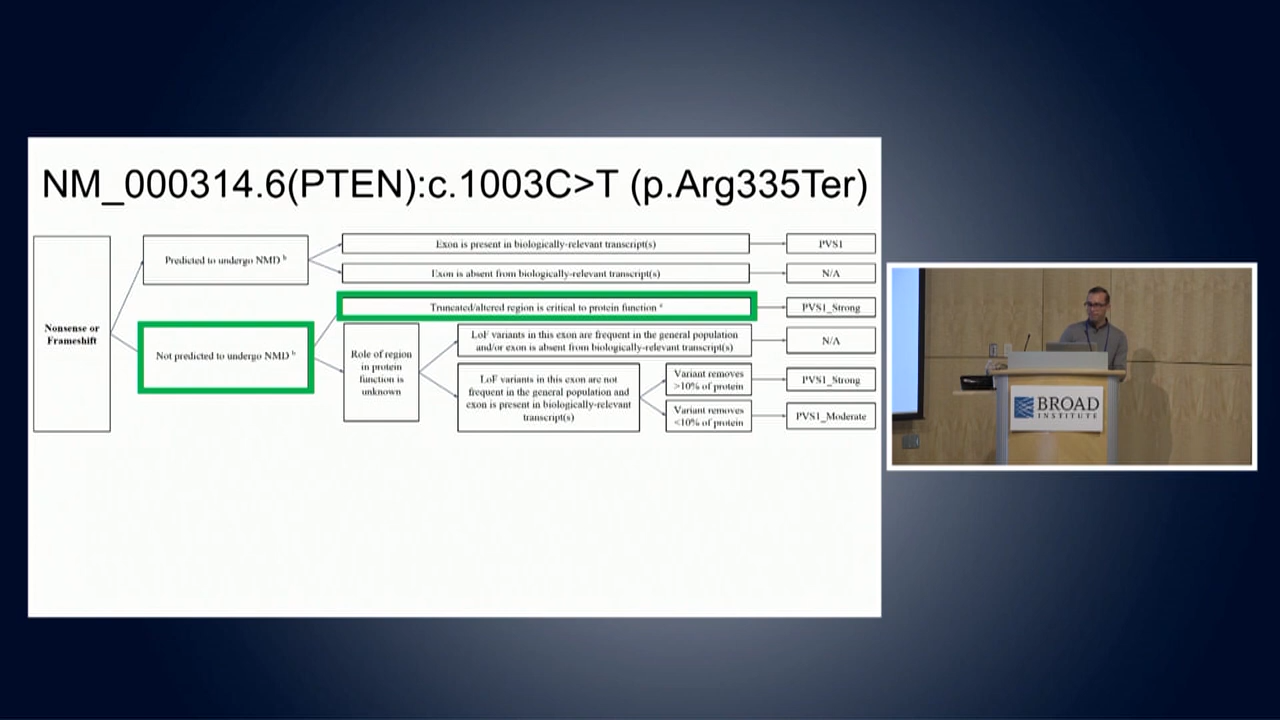 NM_000314.6(PTEN):c.1003C>T (p.Arg335Ter)
Nonsense or
Frameshift
Predicted to undergo NMD b
Exon is present in biologically-relevant transcript(s)
PVS1
Exon is absent from biologically-relevant transcript(s)
N/A
Not predicted to undergo NMD b
Truncated/altered region is critical to protein function
PVS1_Strong
Role of region
in protein
function is
unknown
LoF variants in this exon are frequent in the general population
and/or exon is absent from biologically-relevant transcript(s)
N/A
LoF variants in this exon are not
frequent in the general population and
exon is present in biologically-relevant
transcript(s)
Variant removes
>10% of protein
PVS1_Strong
Variant removes
<10% of protein
PVS1_Moderate
BROAD
INSTITUTE